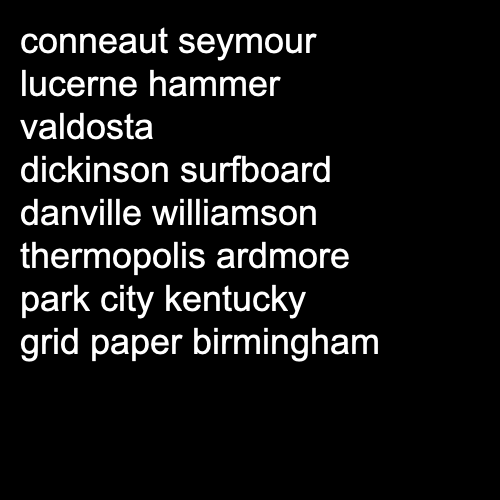 conneaut seymour
lucerne hammer
valdosta
dickinson surfboard
danville williamson
thermopolis ardmore
park city kentucky
grid paper birmingham